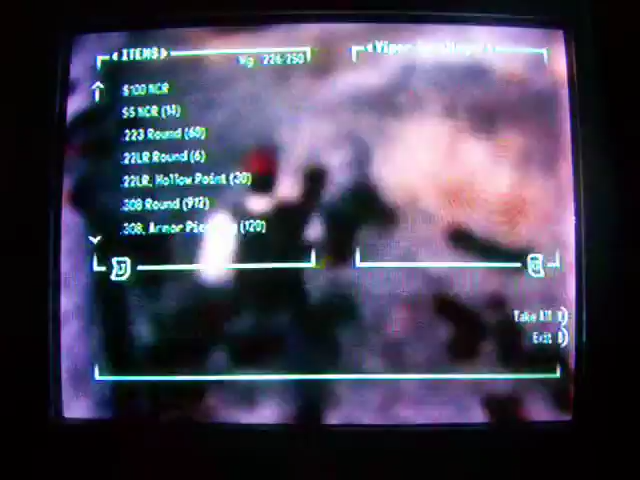 ITEMS
Wg 226/250
Viper
$100 NCR
$5 NCR (14)
.223 Round (60)
.22LR Round (6)
.22LR, Hollow Point (30)
.308 Round (912)
.308, Armor (120)
Take All
Exit